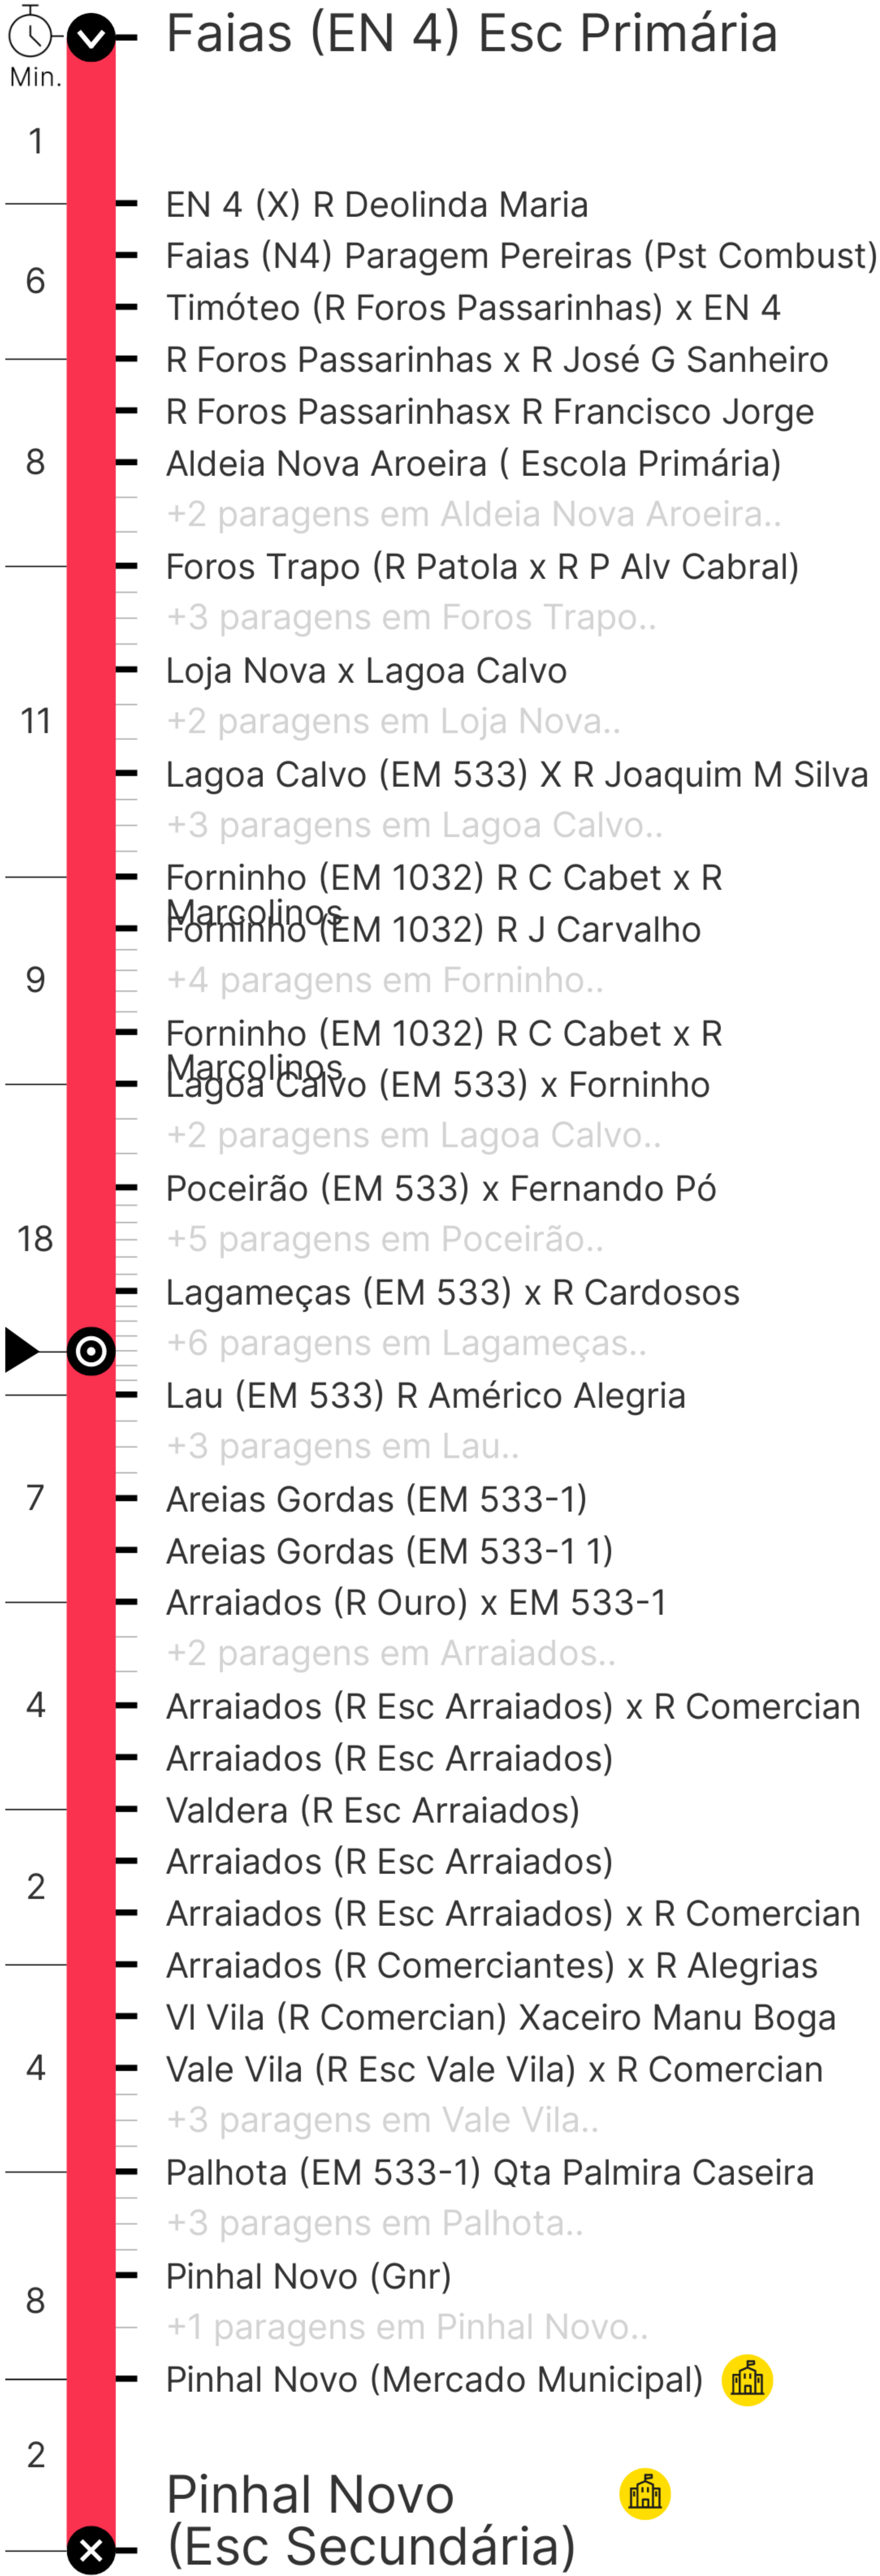 Faias (EN 4) Esc Primária
Min.
1
EN 4 (X) R Deolinda Maria
Faias (N4) Paragem Pereiras (Pst Combust)
6
Timóteo (R Foros Passarinhas) x EN 4
R Foros Passarinhas x R José G Sanheiro
R Foros Passarinhasx R Francisco Jorge
8
Aldeia Nova Aroeira ( Escola Primária)
+2 paragens em Aldeia Nova Aroeira..
Foros Trapo (R Patola x R P Alv Cabral)
+3 paragens em Foros Trapo..
Loja Nova x Lagoa Calvo
11
+2 paragens em Loja Nova..
Lagoa Calvo (EM 533) X R Joaquim M Silva
+3 paragens em Lagoa Calvo..
Forninho (EM 1032) R C Cabet x R
Marcolinos
Forninho (EM 1032) R J Carvalho
9
+4 paragens em Forninho..
Forninho (EM 1032) R C Cabet x R
Marcolinos
Lagoa Calvo (EM 533) x Forninho
+2 paragens em Lagoa Calvo..
Poceirão (EM 533) x Fernando Pó
18
+5 paragens em Poceirão..
Lagameças (EM 533) x R Cardosos
+6 paragens em Lagameças..
Lau (EM 533) R Américo Alegria
+3 paragens em Lau..
7
Areias Gordas (EM 533-1)
Areias Gordas (EM 533-1 1)
Arraiados (R Ouro) x EM 533-1
+2 paragens em Arraiados..
4
Arraiados (R Esc Arraiados) x R Comercian
Arraiados (R Esc Arraiados)
Valdera (R Esc Arraiados)
Arraiados (R Esc Arraiados)
2
Arraiados (R Esc Arraiados) x R Comercian
Arraiados (R Comerciantes) x R Alegrias
Vl Vila (R Comercian) Xaceiro Manu Boga
4
Vale Vila (R Esc Vale Vila) x R Comercian
+3 paragens em Vale Vila..
Palhota (EM 533-1) Qta Palmira Caseira
+3 paragens em Palhota..
Pinhal Novo (Gnr)
8
+1 paragens em Pinhal Novo..
Pinhal Novo (Mercado Municipal)
2
Pinhal Novo
(Esc Secundária)